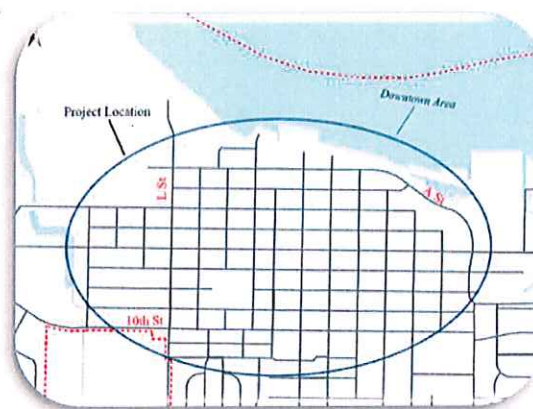 Project Location
Downtown Area
L St
A St
10th St